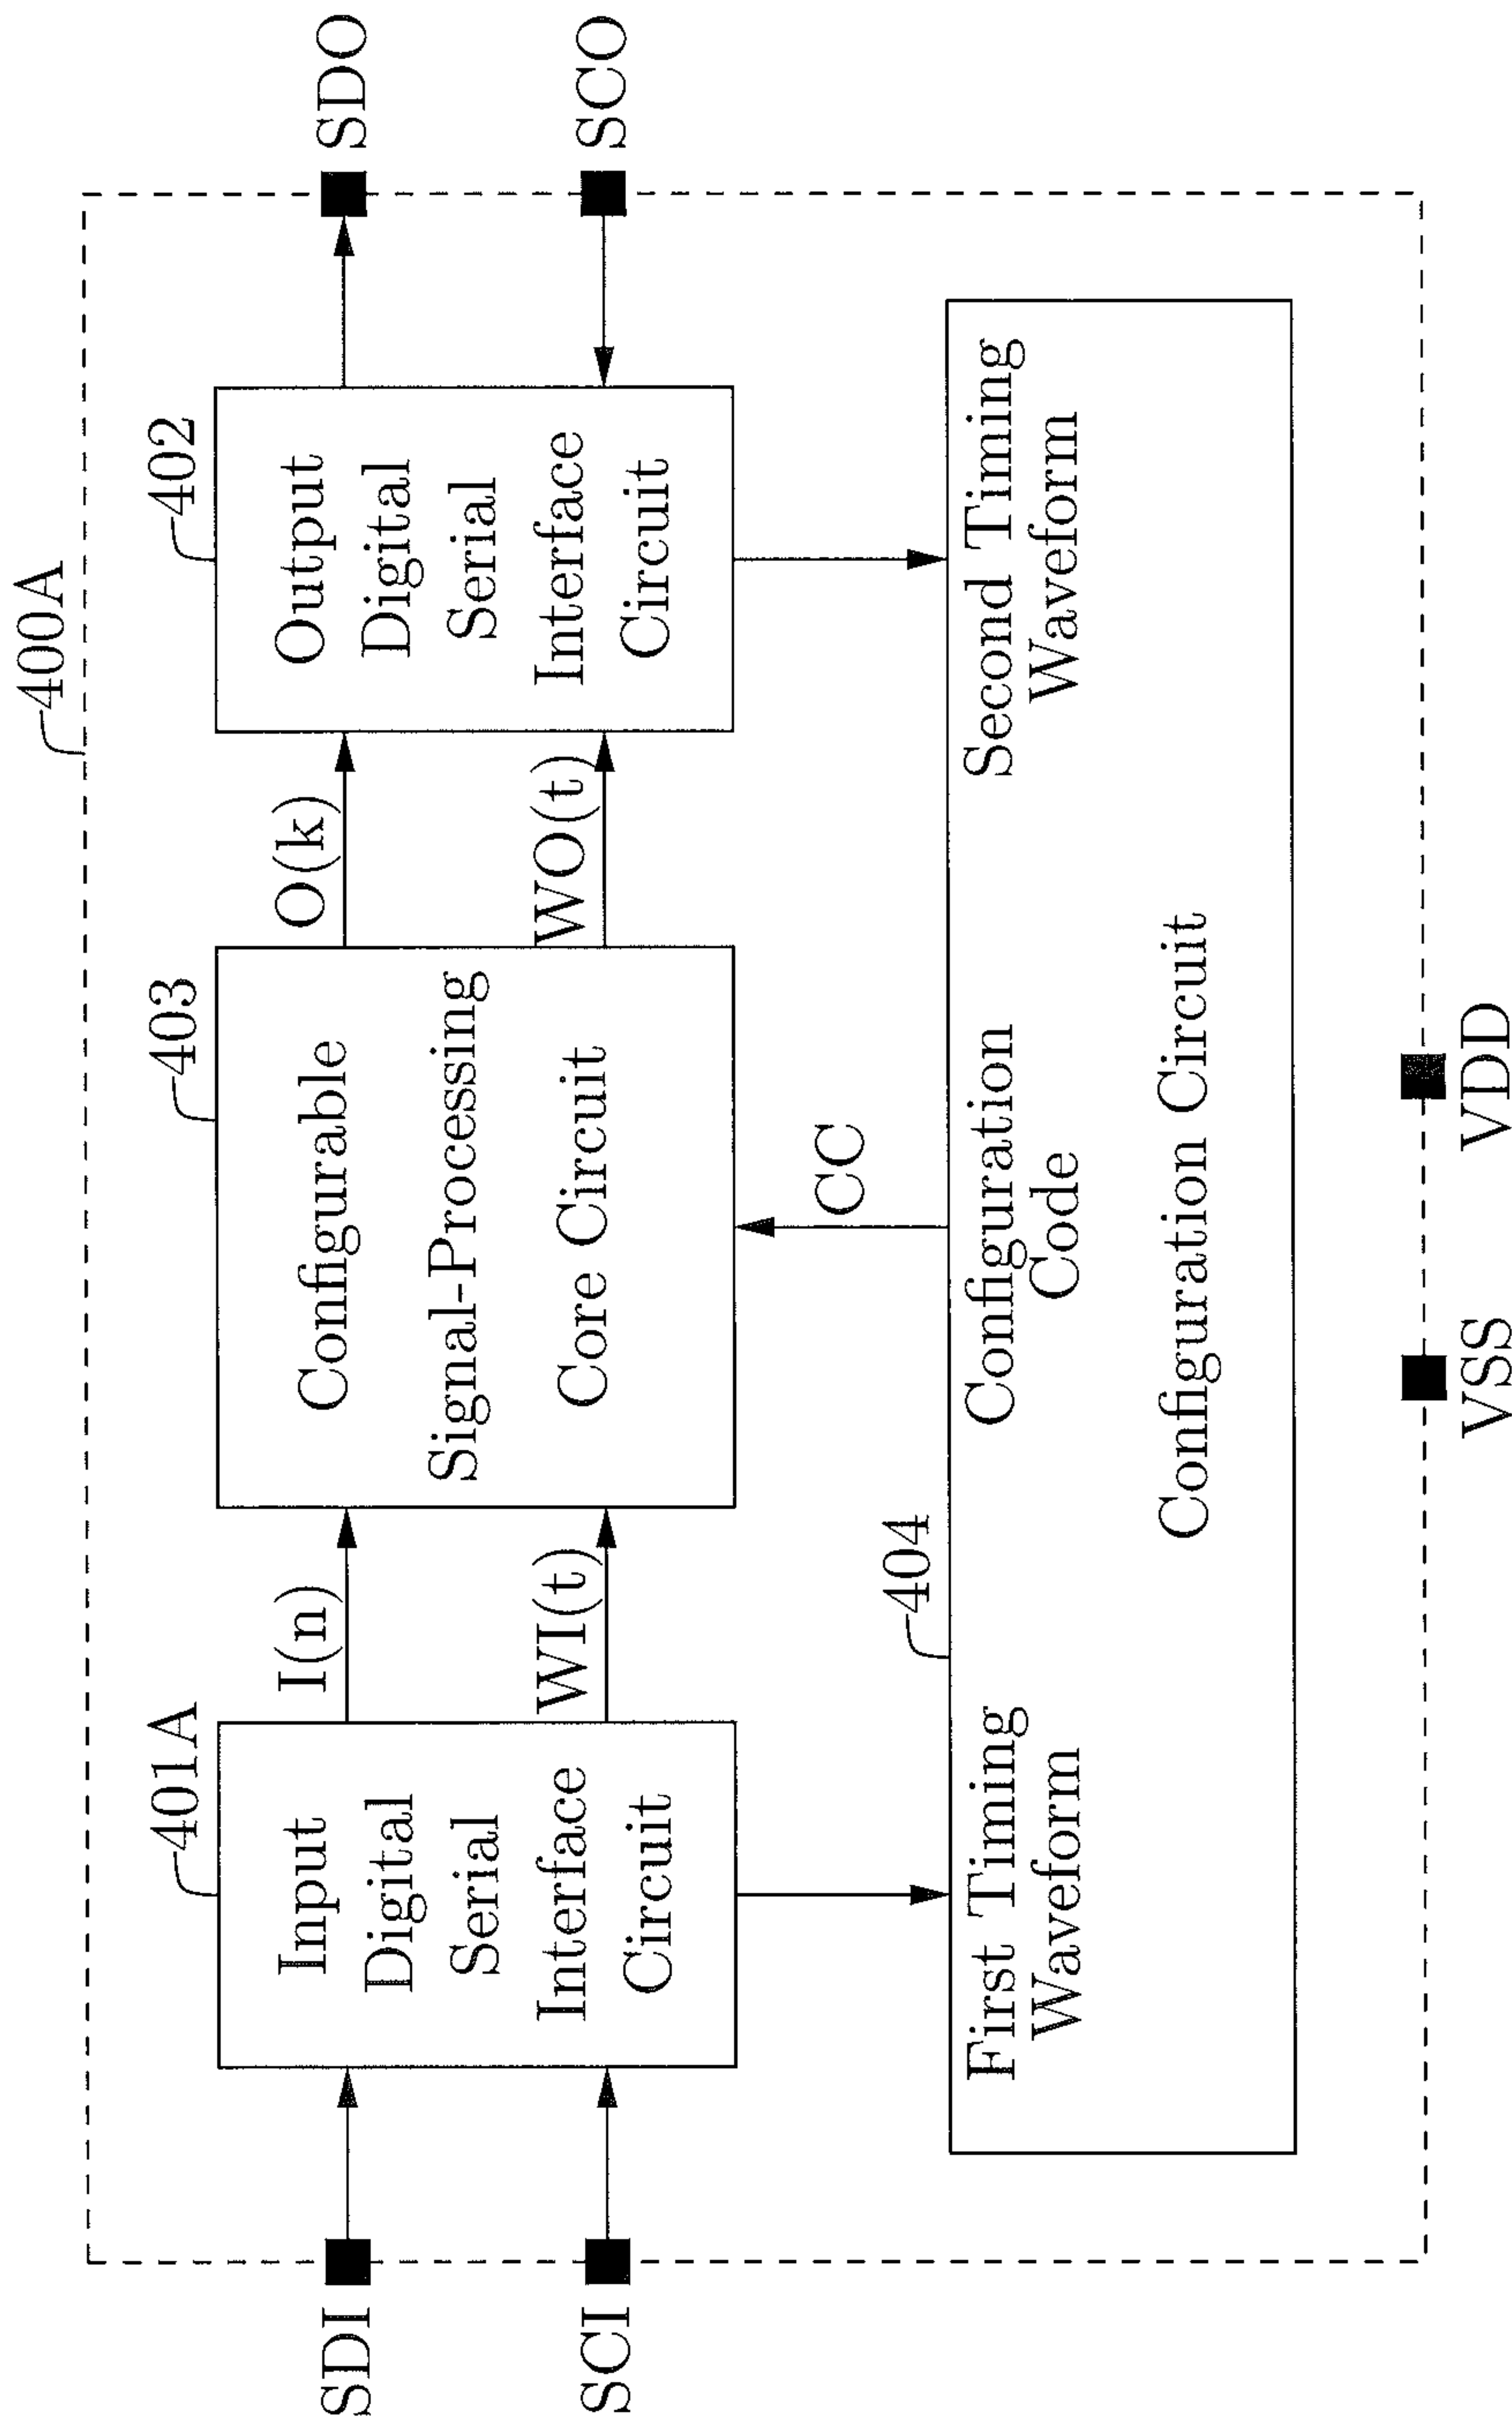 400A
401A
403
402
SDI
SCI
Input
Digital
Serial
Interface
Circuit
I(n)
WI(t)
Configurable
Signal-Processing
Core Circuit
O(k)
WO(t)
Output
Digital
Serial
Interface
Circuit
SDO
SCO
404
CC
First Timing
Waveform
Configuration
Code
Second Timing
Waveform
Configuration Circuit
VSS
VDD